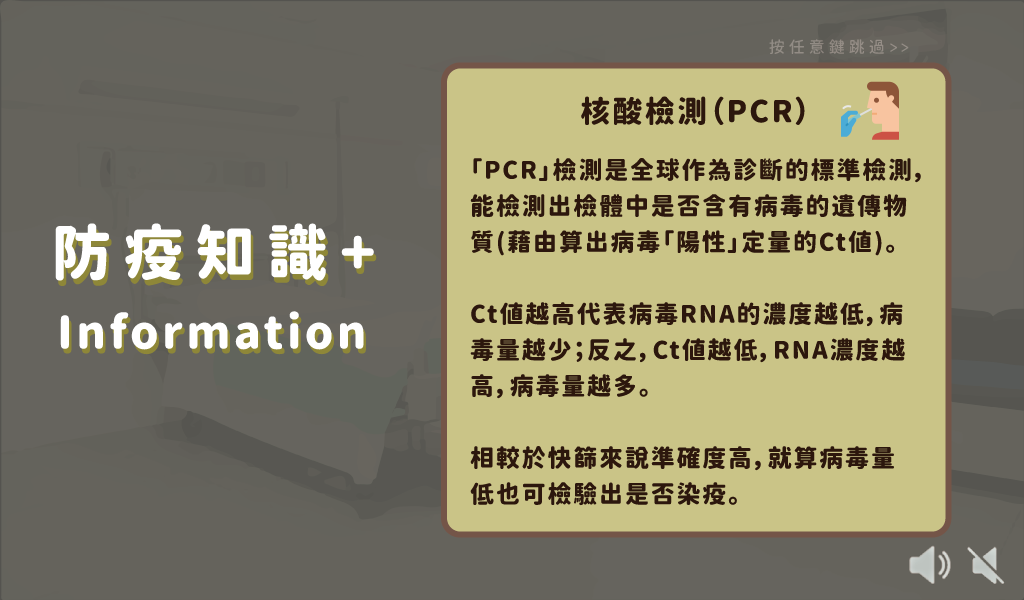 按任意鍵跳過>>
防疫知識+
Information
核酸檢測(PCR)
「PCR」檢測是全球作為診斷的標準檢測,
能檢測出檢體中是否含有病毒的遺傳物
質(藉由算出病毒「陽性」定量的Ct值)。
Ct值越高代表病毒RNA的濃度越低,病
毒量越少;反之,Ct值越低,RNA濃度越
高,病毒量越多。
相較於快篩來說準確度高,就算病毒量
低也可檢驗出是否染疫。